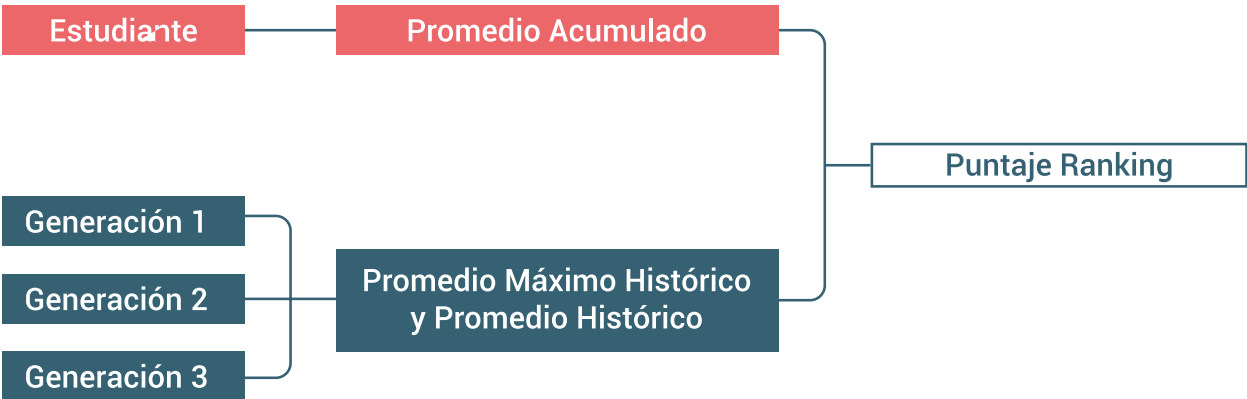 Estudiante
Promedio Acumulado
Puntaje Ranking
Generación 1
Generación 2
Generación 3
Promedio Máximo Histórico
y Promedio Histórico